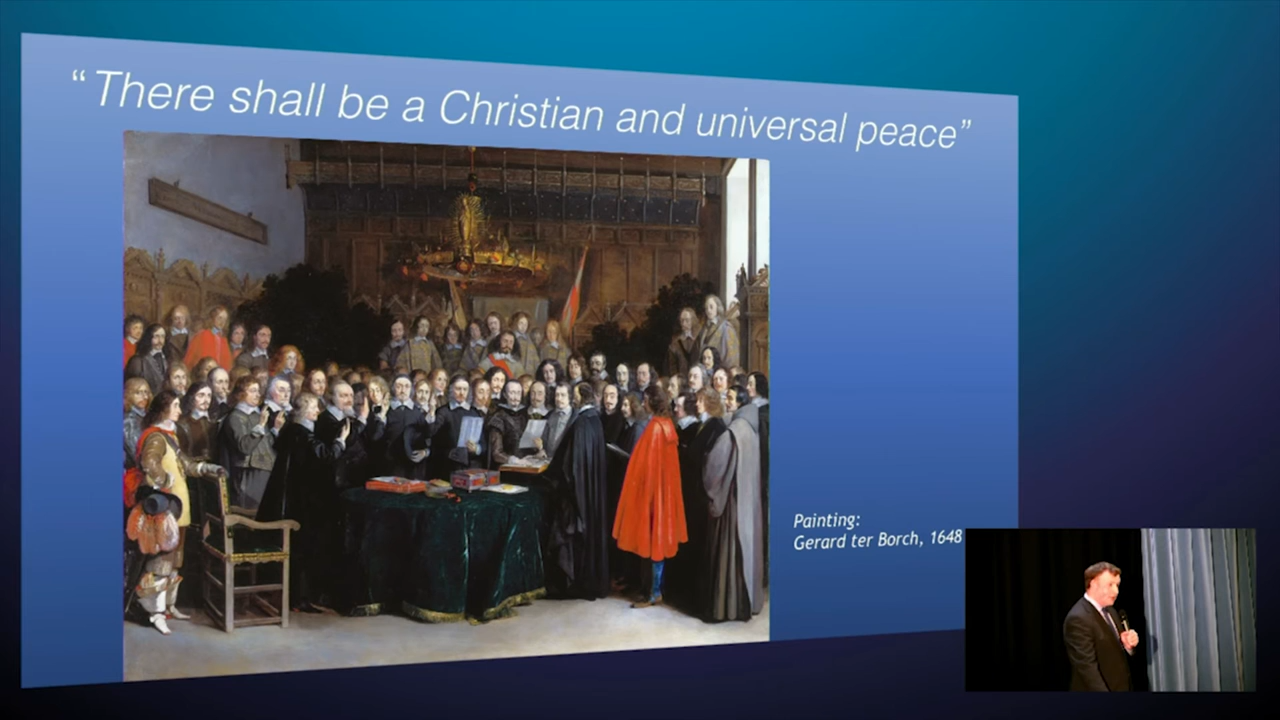 “There shall be a Christian and universal peace”
Painting:
Gerard ter Borch, 1648